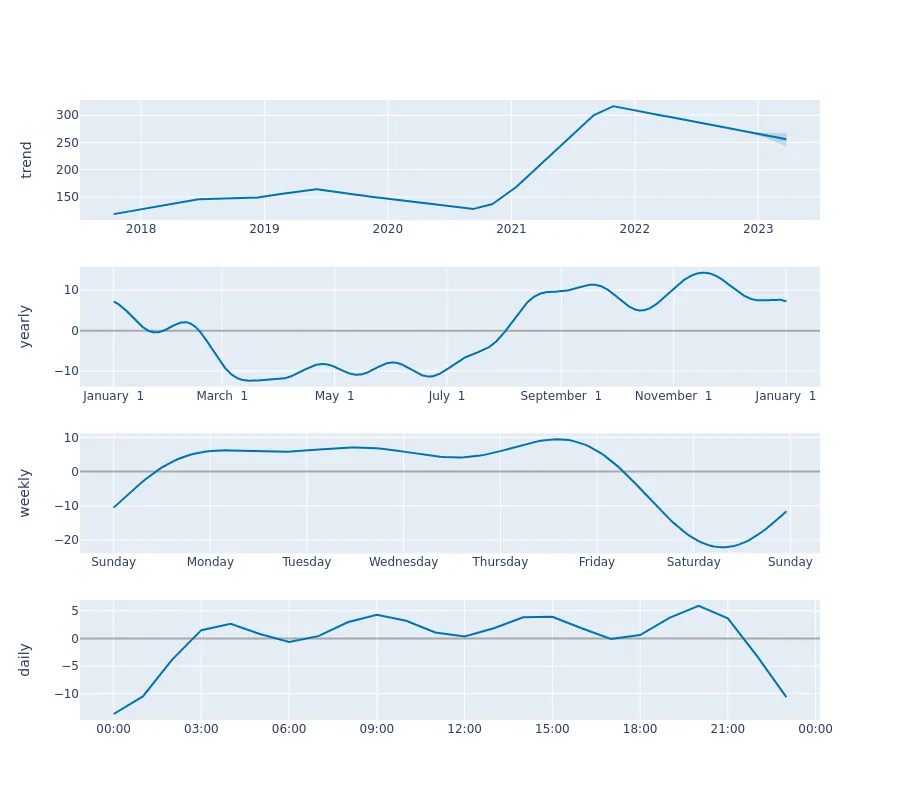 trend
300
250
200
150
2018 2019 2020 2021 2022 2023
yearly
10
0
−10
January 1 March 1 May 1 July 1 September 1 November 1 January 1
weekly
10
0
−10
−20
Sunday Monday Tuesday Wednesday Thursday Friday Saturday Sunday
daily
5
0
−5
−10
00:00 03:00 06:00 09:00 12:00 15:00 18:00 21:00 00:00